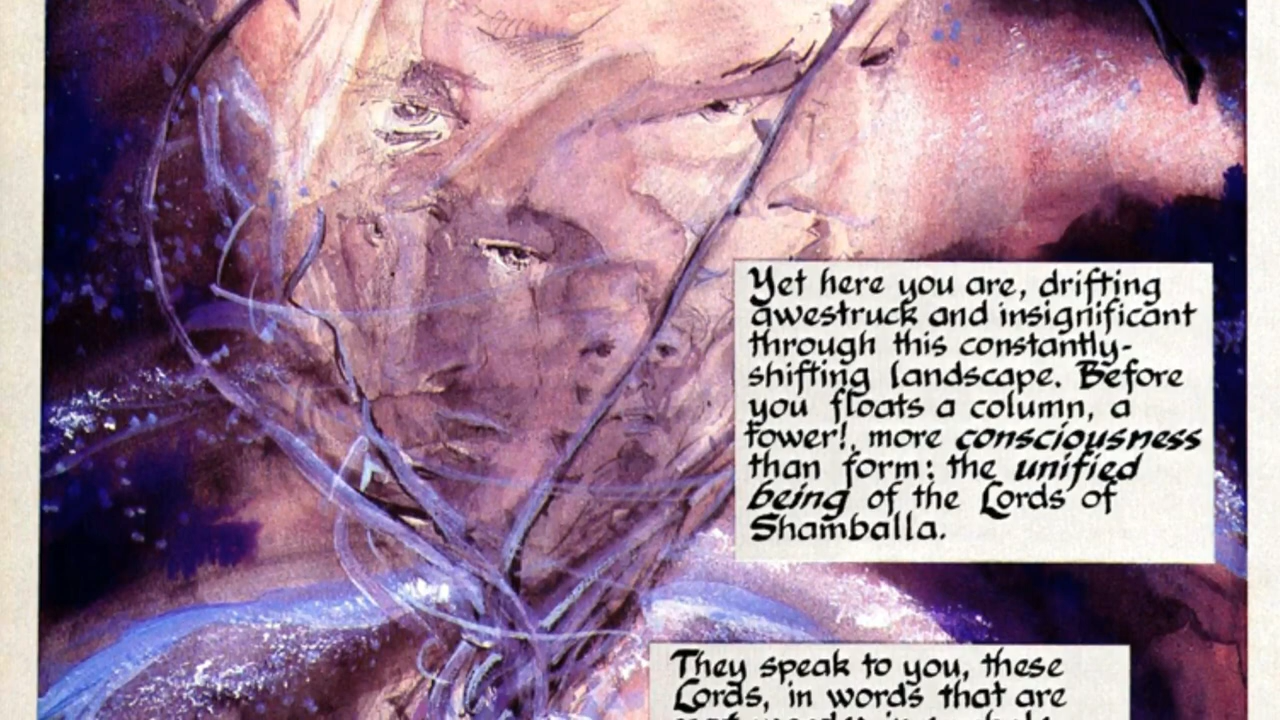 Yet here you are, drifting
awestruck and insignificant
through this constantly-
shifting landscape. Before
you floats a column, a
tower!, more consciousness
than form: the unified
being of the Lords of
Shamballa.
They speak to you, these
Lords, in words that are